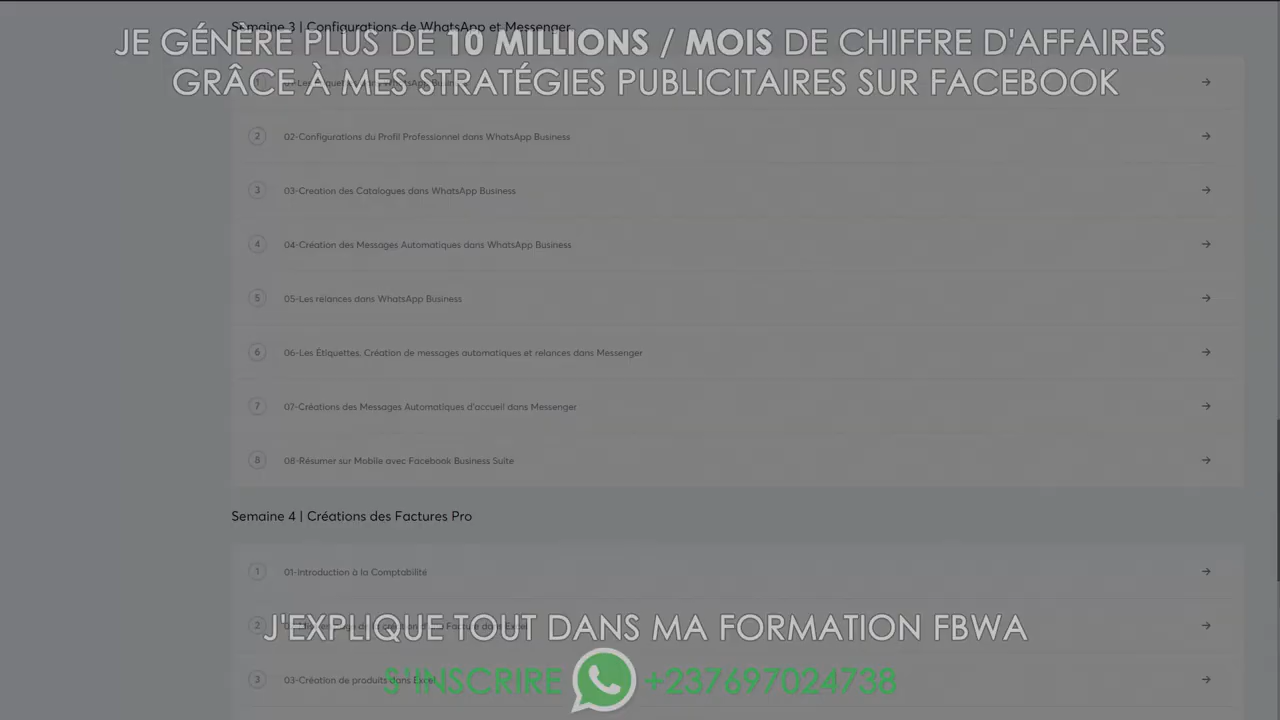 Semaine 3 | Configurations de WhatsApp et Messenger
JE GÉNÈRE PLUS DE 10 MILLIONS / MOIS DE CHIFFRE D'AFFAIRES
GRÂCE À MES STRATÉGIES PUBLICITAIRES SUR FACEBOOK
2 02-Configurations du Profil Professionnel dans WhatsApp Business
3 03-Creation des Catalogues dans WhatsApp Business
4 04-Création des Messages Automatiques dans WhatsApp Business
5 05-Les relances dans WhatsApp Business
6 06-Les Étiquettes, Création de messages automatiques et relances dans Messenger
7 07-Créations des Messages Automatiques d'accueil dans Messenger
8 08-Résumer sur Mobile avec Facebook Business Suite
Semaine 4 | Créations des Factures Pro
1 01-Introduction à la Comptabilité
2
J'EXPLIQUE TOUT DANS MA FORMATION FBWA
3 03-Création de produits dans Excel
S'INSCRIRE +237697024738